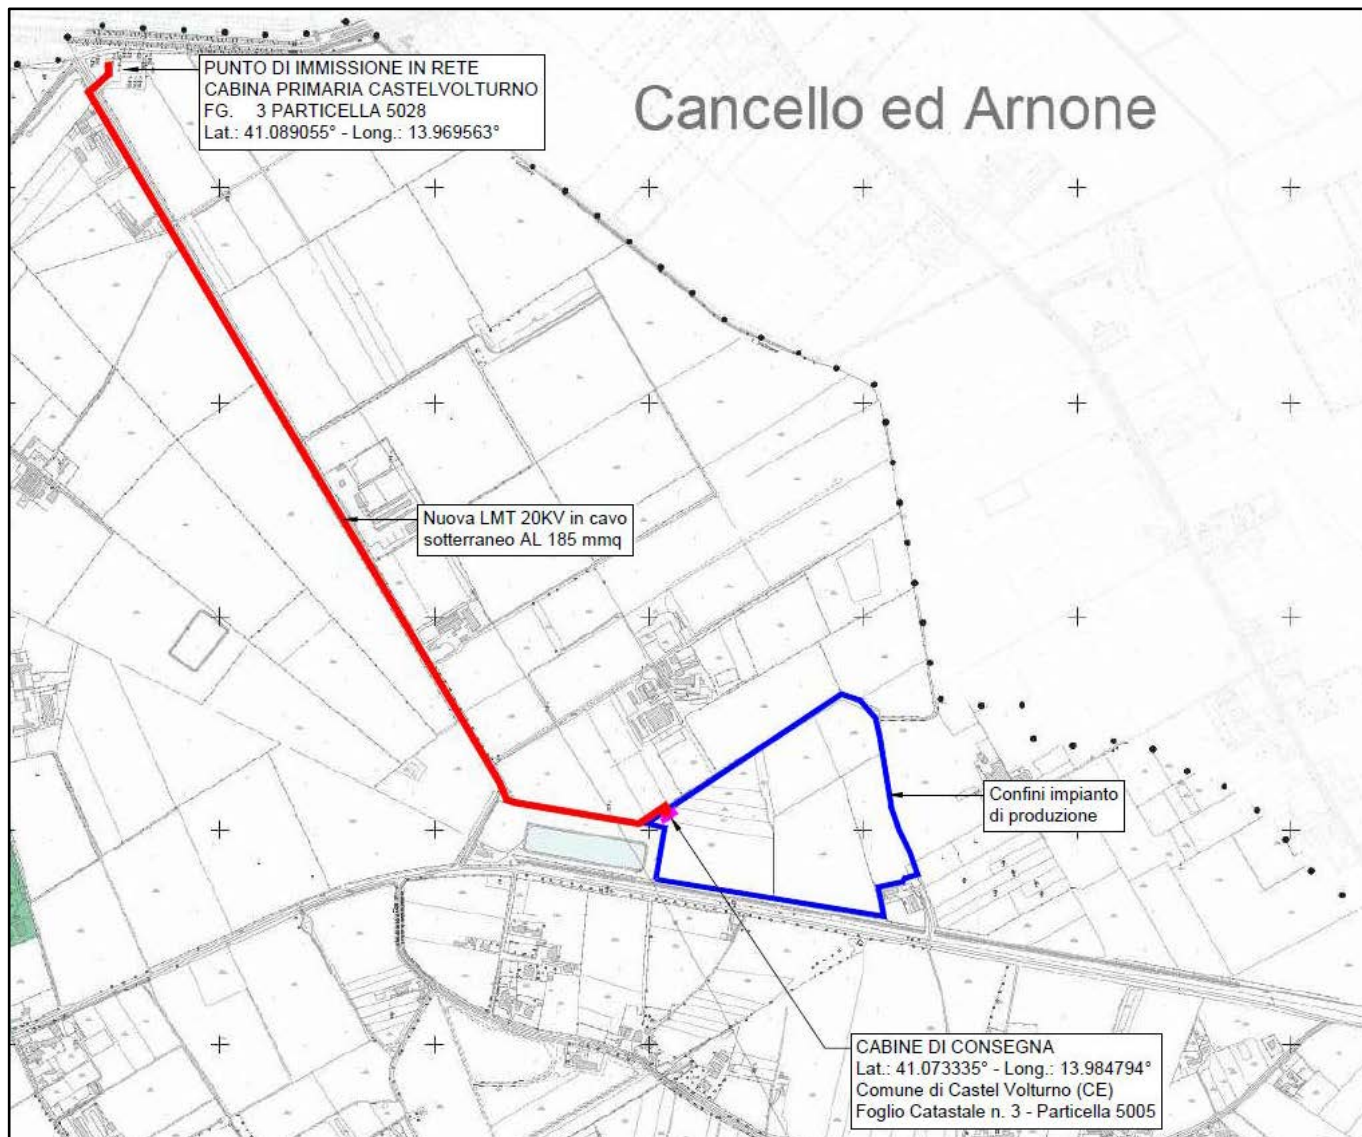 PUNTO DI IMMISSIONE IN RETE
CABINA PRIMARIA CASTELVOLTURNO
FG. 3 PARTICELLA 5028
Lat.: 41.089055° - Long.: 13.969563°
Cancello ed Arnone
Nuova LMT 20KV in cavo
sotterraneo AL 185 mmq
Confini impianto
di produzione
CABINE DI CONSEGNA
Lat.: 41.073335° - Long.: 13.984794°
Comune di Castel Volturno (CE)
Foglio Catastale n. 3 - Particella 5005